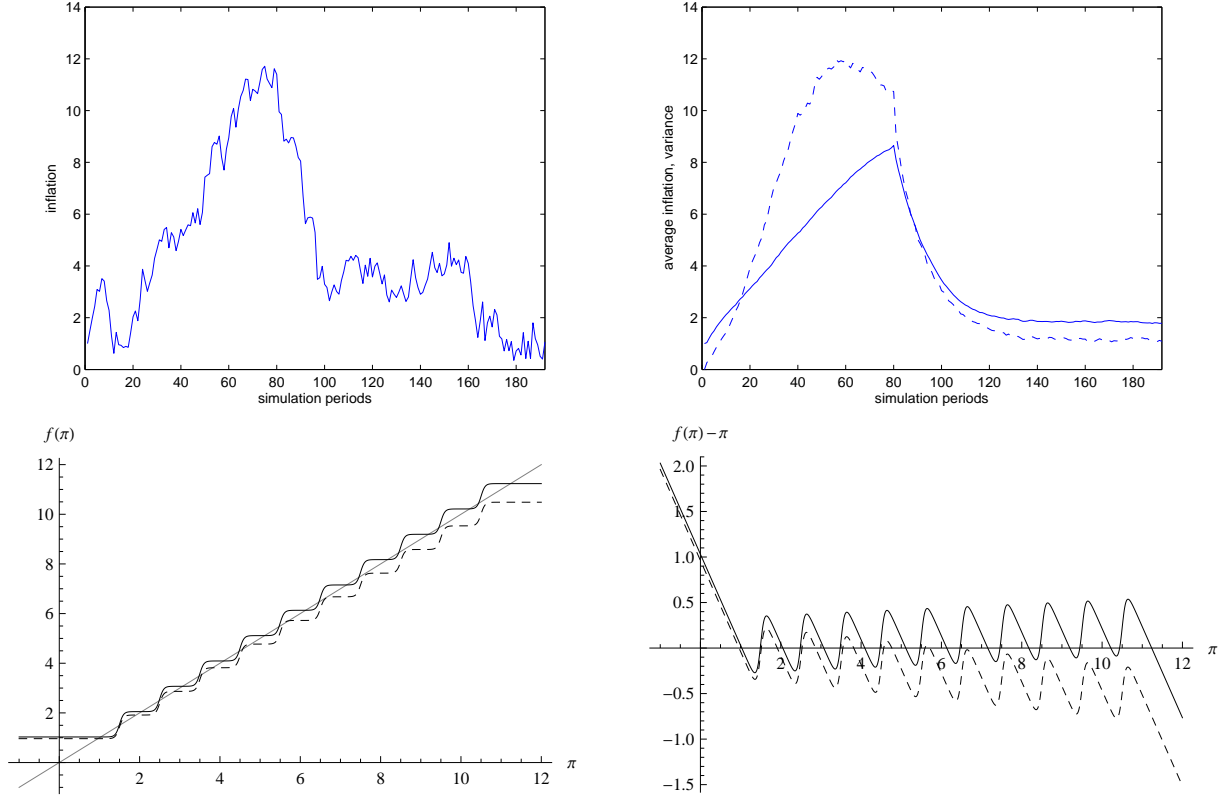 14
12
10
8
6
4
2
0
inflation
0 20 40 60 80 100 120 140 160 180
simulation periods
14
12
10
8
6
4
2
0
average inflation, variance
0 20 40 60 80 100 120 140 160 180
simulation periods
f(π)
12
10
8
6
4
2
2 4 6 8 10 12 π
f(π)−π
2.0
1.5
1.0
0.5
2 4 6 8 10 12 π
−0.5
−1.0
−1.5